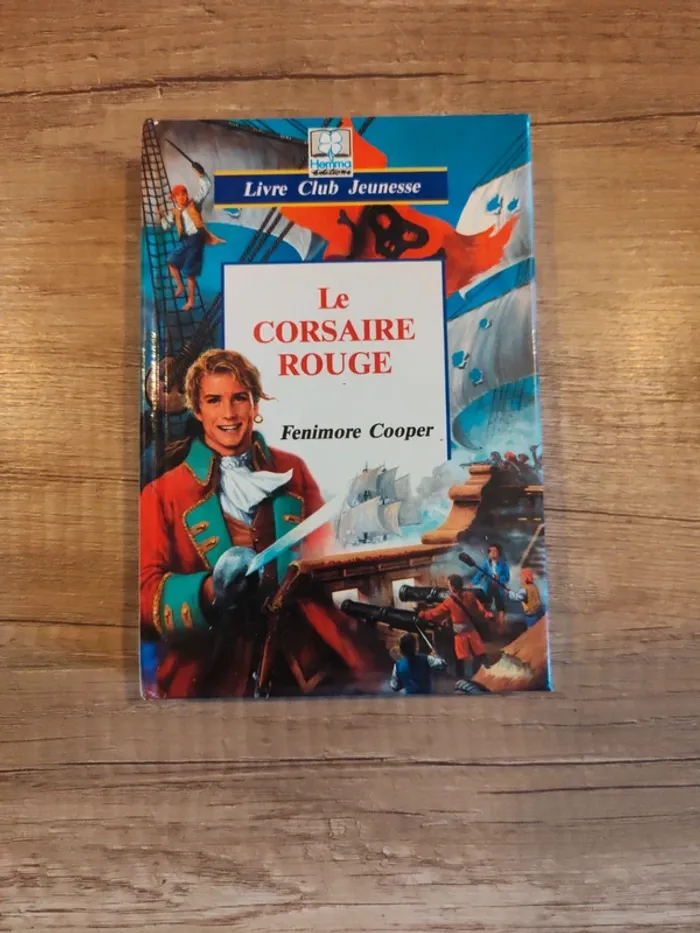 Hemma
éditions
Livre Club Jeunesse
Le
CORSAIRE
ROUGE
Fenimore Cooper